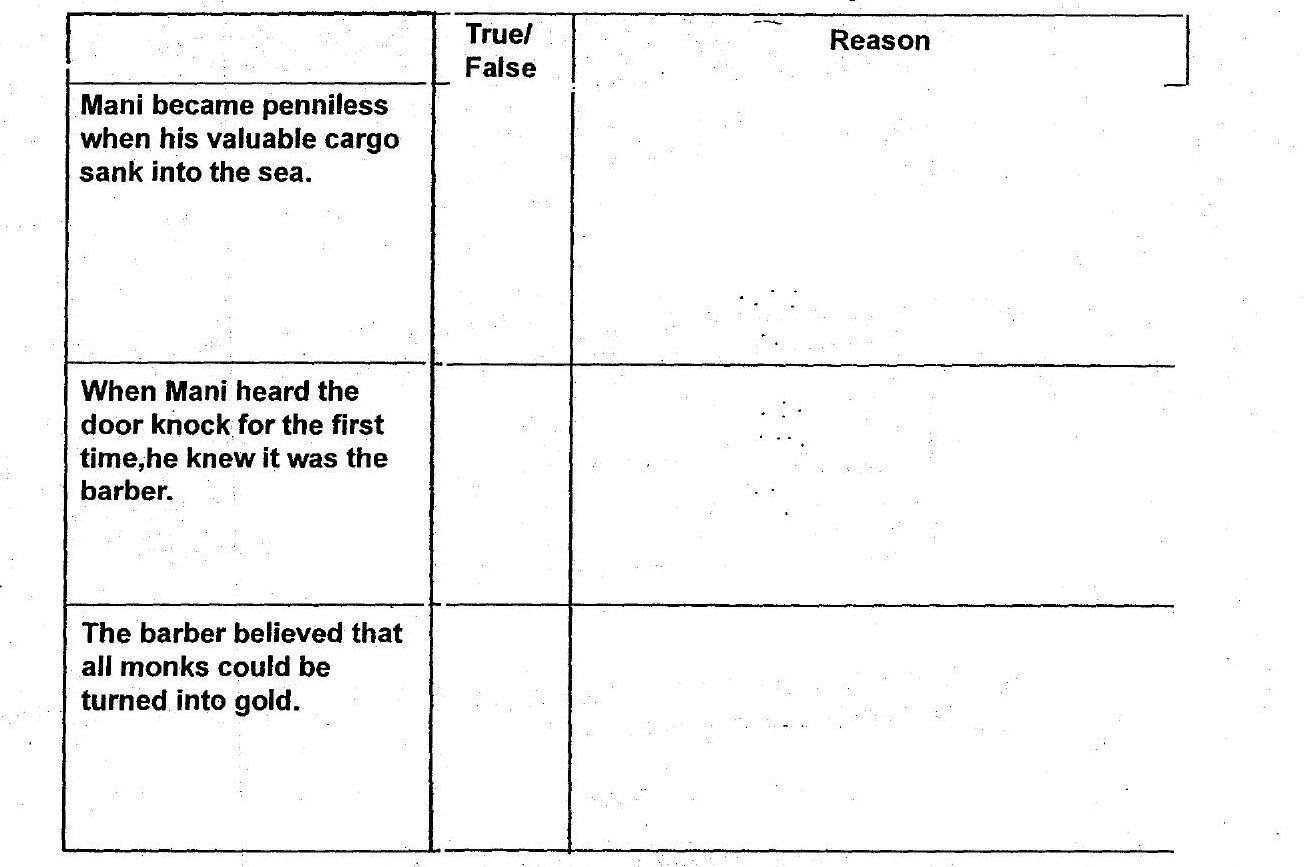 True/
False
Reason
Mani became penniless
when his valuable cargo
sank into the sea.
When Mani heard the
door knock for the first
time,he knew it was the
barber.
The barber believed that
all monks could be
turned into gold.